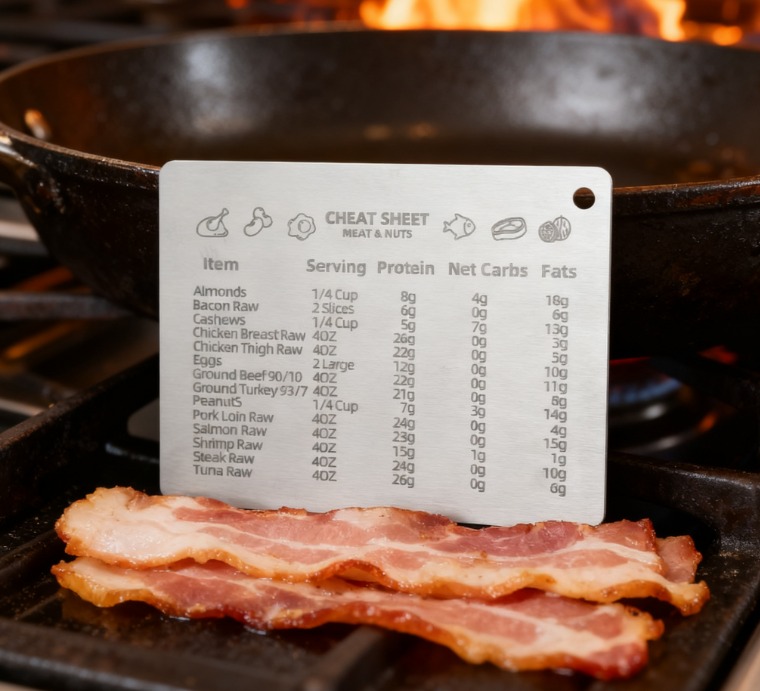 CHEAT SHEET
MEAT & NUTS
Item Serving Protein Net Carbs Fats
Almonds 1/4 Cup 8g 4g 18g
Bacon Raw 2 Slices 6g 0g 6g
Cashews 1/4 Cup 5g 7g 13g
Chicken Breast Raw 4OZ 26g 0g 3g
Chicken Thigh Raw 4OZ 22g 0g 5g
Eggs 2 Large 12g 0g 10g
Ground Beef 90/10 4OZ 22g 0g 11g
Ground Turkey 93/7 4OZ 21g 0g 8g
Peanuts 1/4 Cup 7g 3g 14g
Pork Loin Raw 4OZ 24g 0g 4g
Salmon Raw 4OZ 23g 0g 15g
Shrimp Raw 4OZ 15g 1g 1g
Steak Raw 4OZ 24g 0g 10g
Tuna Raw 4OZ 26g 0g 6g